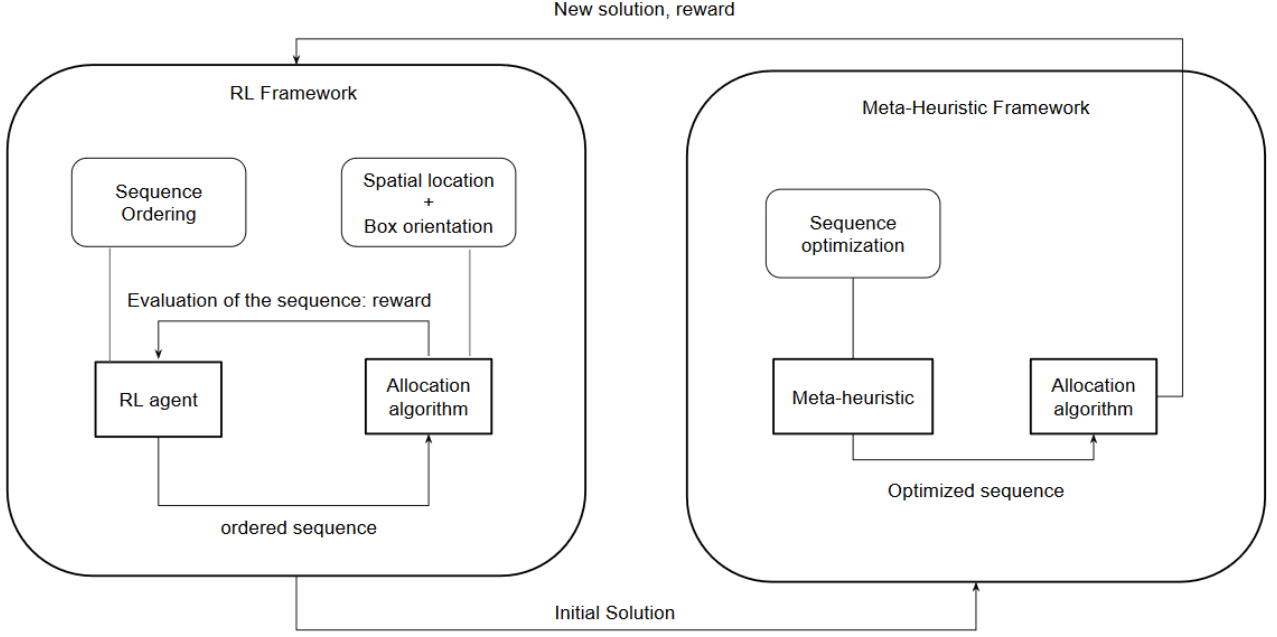 New solution, reward
RL Framework
Meta-Heuristic Framework
Sequence
Ordering
Spatial location
+
Box orientation
Sequence
optimization
Evaluation of the sequence: reward
RL agent
Allocation
algorithm
Meta-heuristic
Allocation
algorithm
ordered sequence
Optimized sequence
Initial Solution